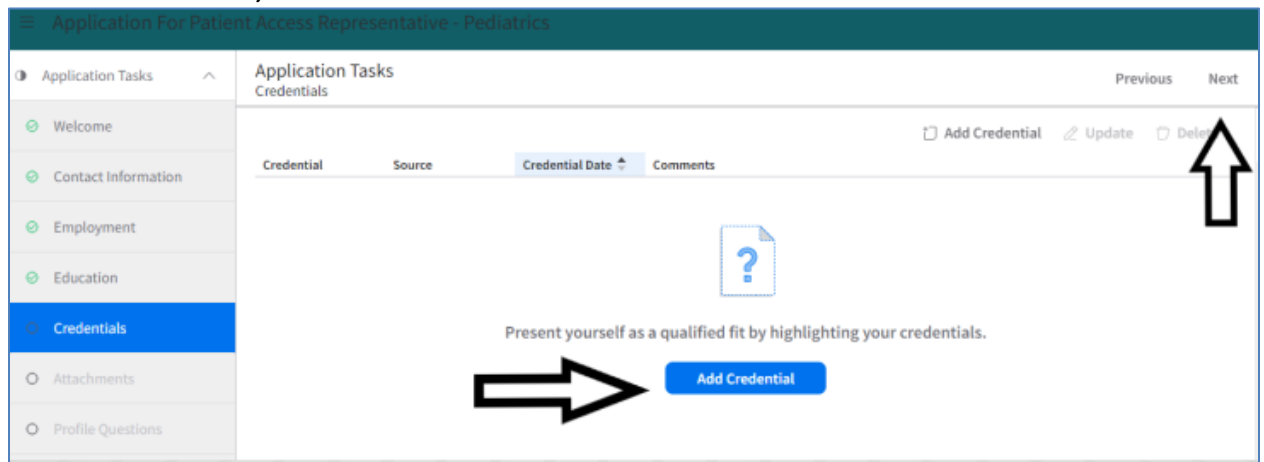 Application For Patient Access Representative - Pediatrics
Application Tasks
Welcome
Contact Information
Employment
Education
Credentials
Attachments
Profile Questions
Application Tasks
Credentials
Previous Next
Add Credential Update
Credential Source Credential Date Comments
?
Present yourself as a qualified fit by highlighting your credentials.
Add Credential